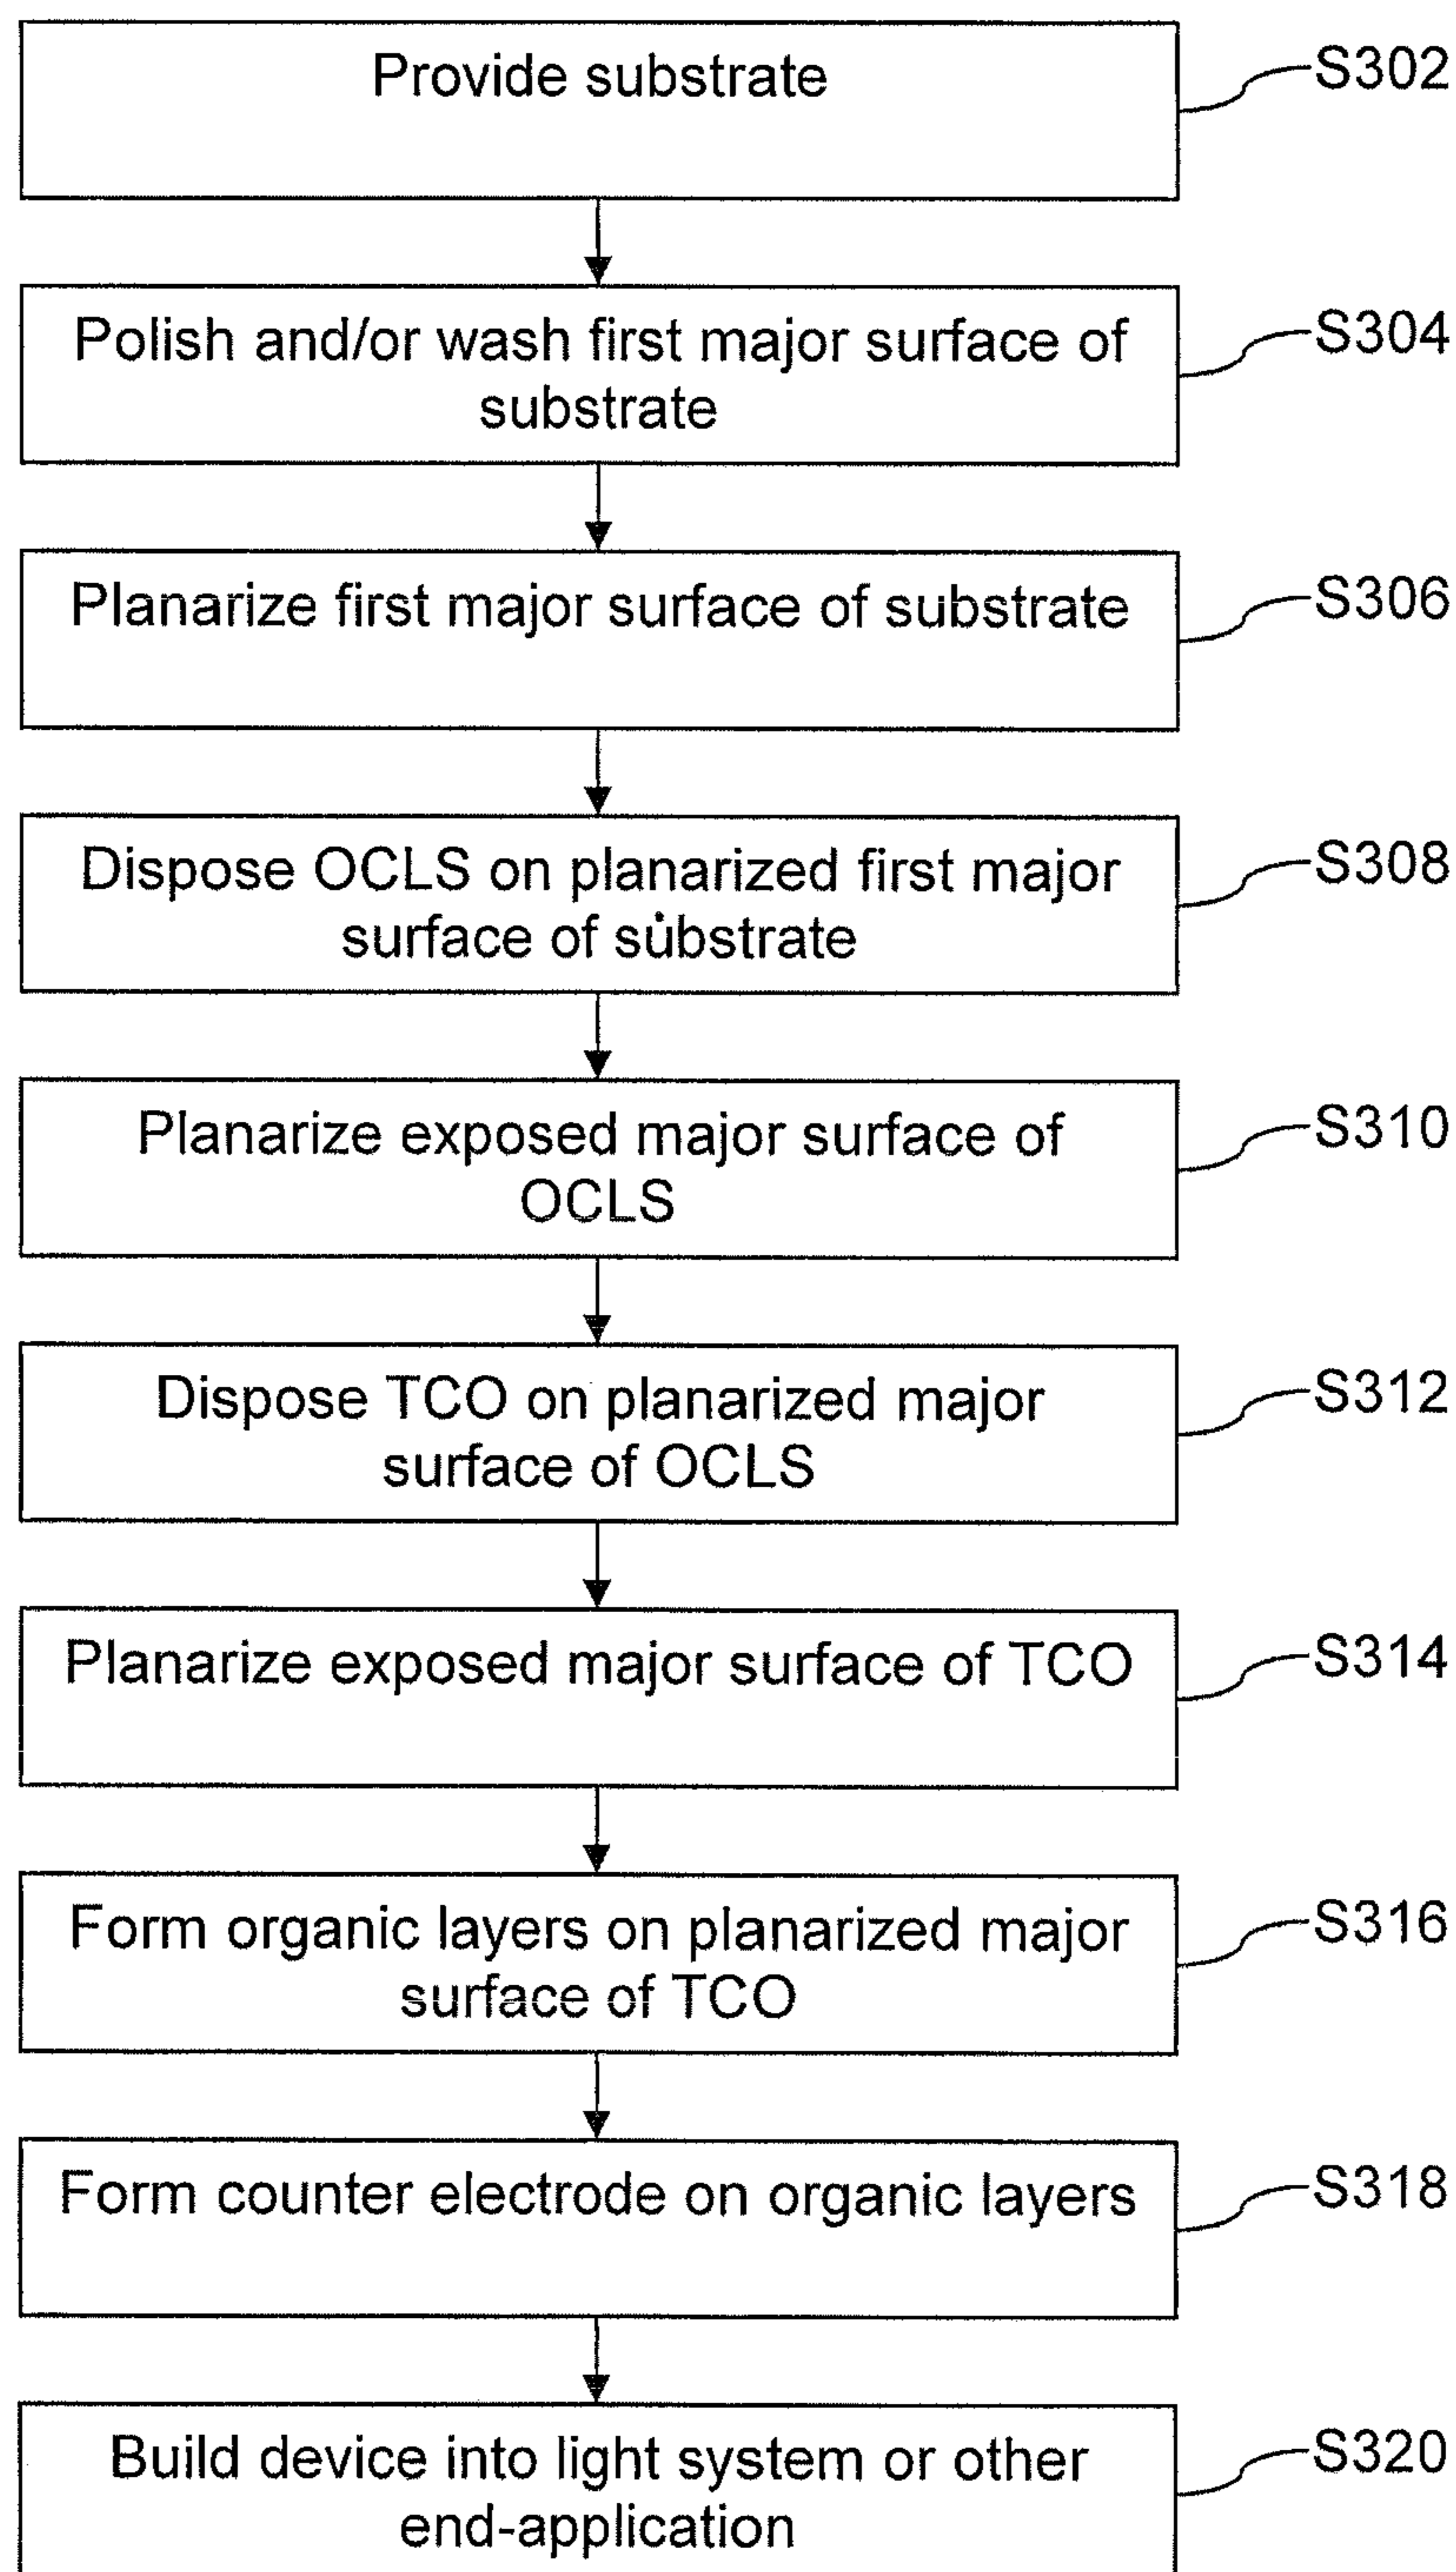 Provide substrate
S302
Polish and/or wash first major surface of
substrate
S304
Planarize first major surface of substrate
S306
Dispose OCLS on planarized first major
surface of substrate
S308
Planarize exposed major surface of
OCLS
S310
Dispose TCO on planarized major
surface of OCLS
S312
Planarize exposed major surface of TCO
S314
Form organic layers on planarized major
surface of TCO
S316
Form counter electrode on organic layers
S318
Build device into light system or other
end-application
S320